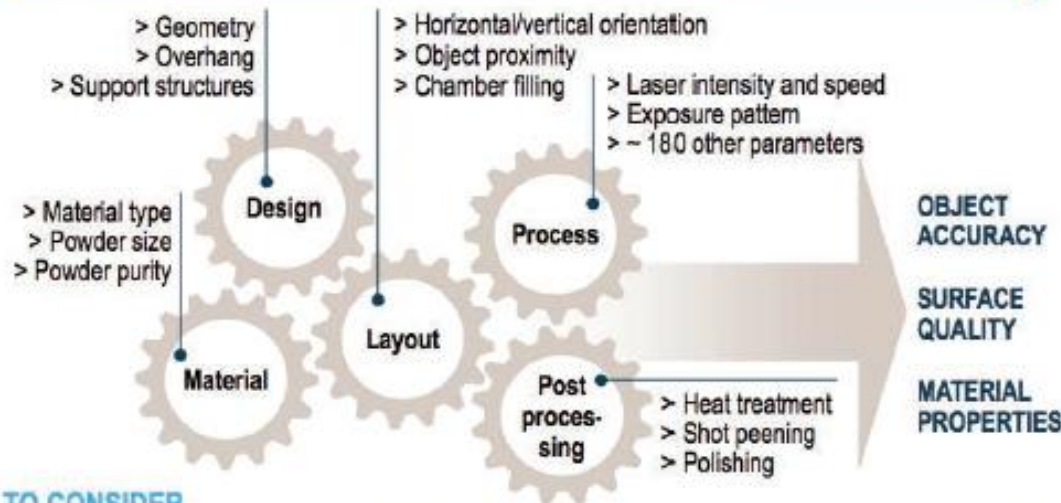 > Geometry
> Overhang
> Support structures
> Horizontal/vertical orientation
> Object proximity
> Chamber filling
> Laser intensity and speed
> Exposure pattern
> ~ 180 other parameters
> Material type
> Powder size
> Powder purity
Design
Process
Layout
Material
Post
proces-
sing
> Heat treatment
> Shot peening
> Polishing
OBJECT
ACCURACY
SURFACE
QUALITY
MATERIAL
PROPERTIES
TO CONSIDER